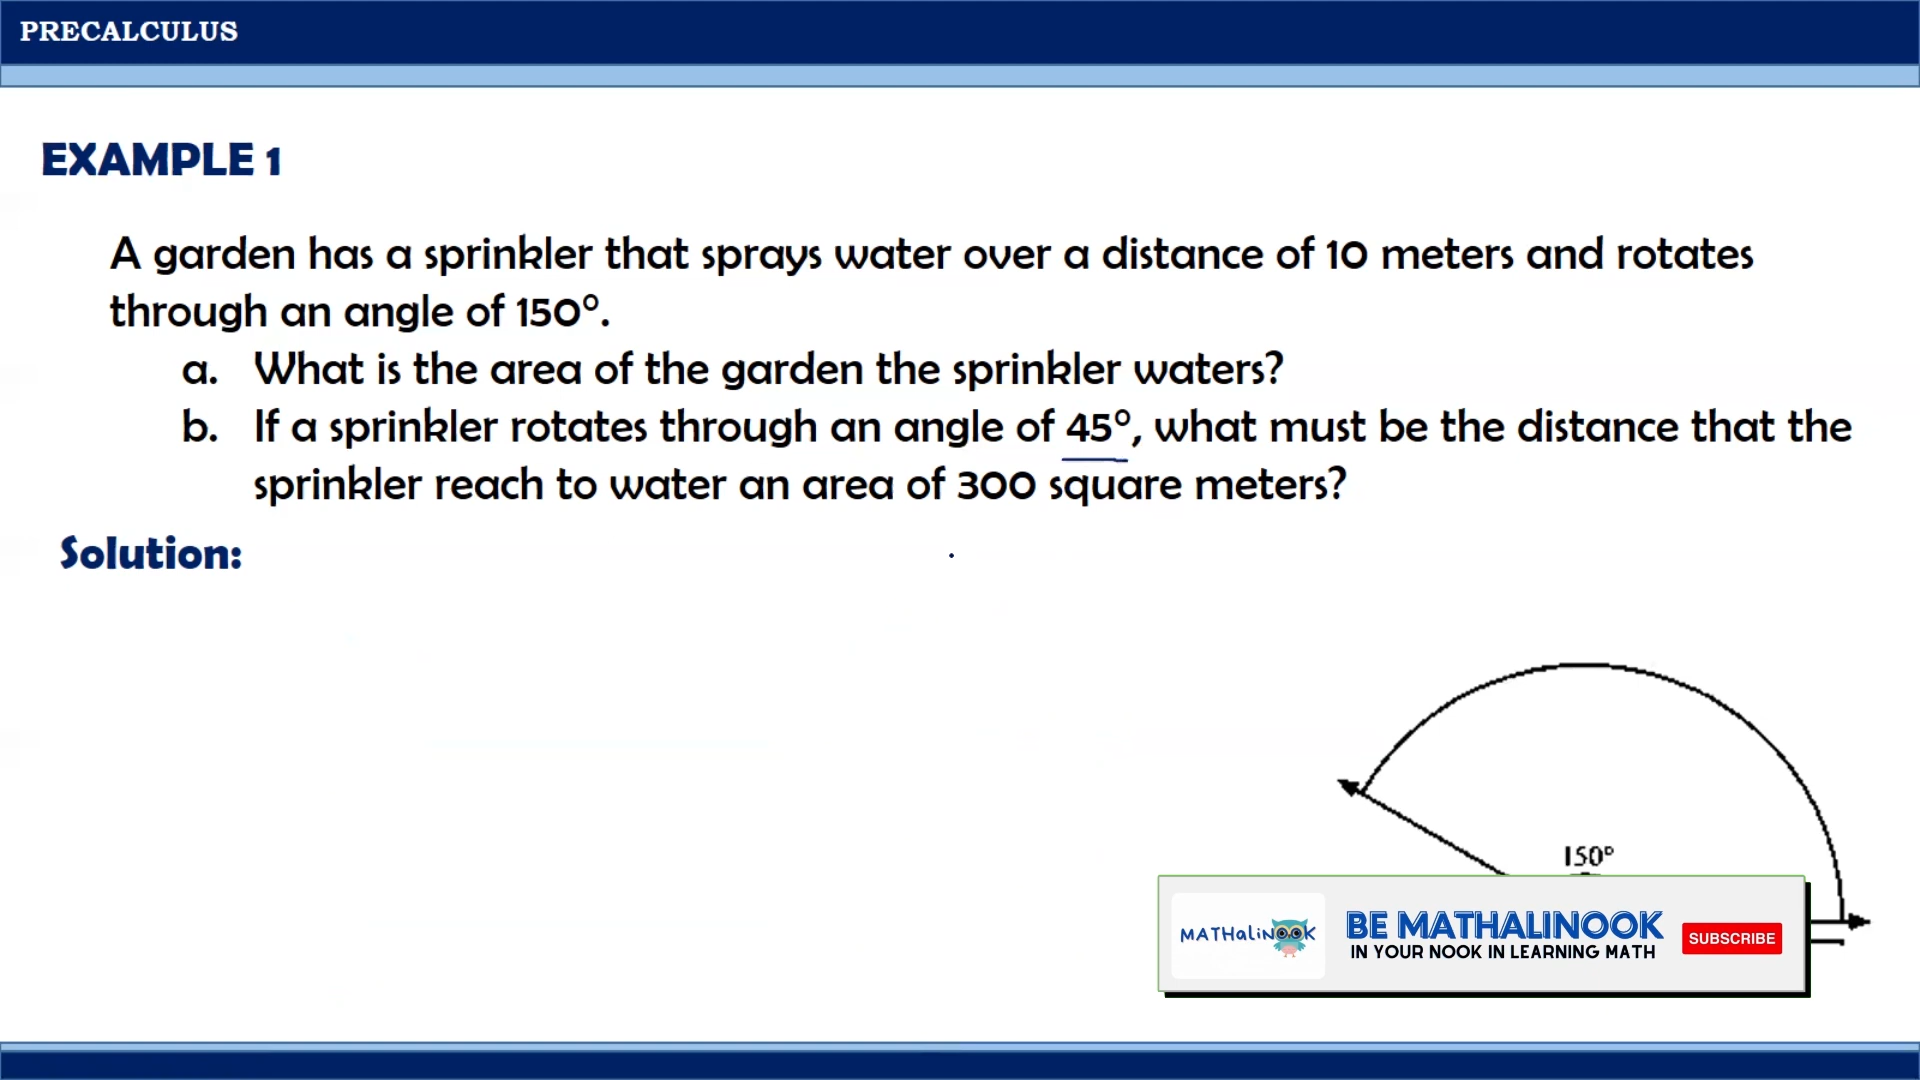 PRECALCULUS
EXAMPLE 1
A garden has a sprinkler that sprays water over a distance of 10 meters and rotates
through an angle of 150°.
a. What is the area of the garden the sprinkler waters?
b. If a sprinkler rotates through an angle of 45°, what must be the distance that the
sprinkler reach to water an area of 300 square meters?
Solution:
150°
MATHaliNOOK
BE MATHALINOOK
IN YOUR NOOK IN LEARNING MATH
SUBSCRIBE